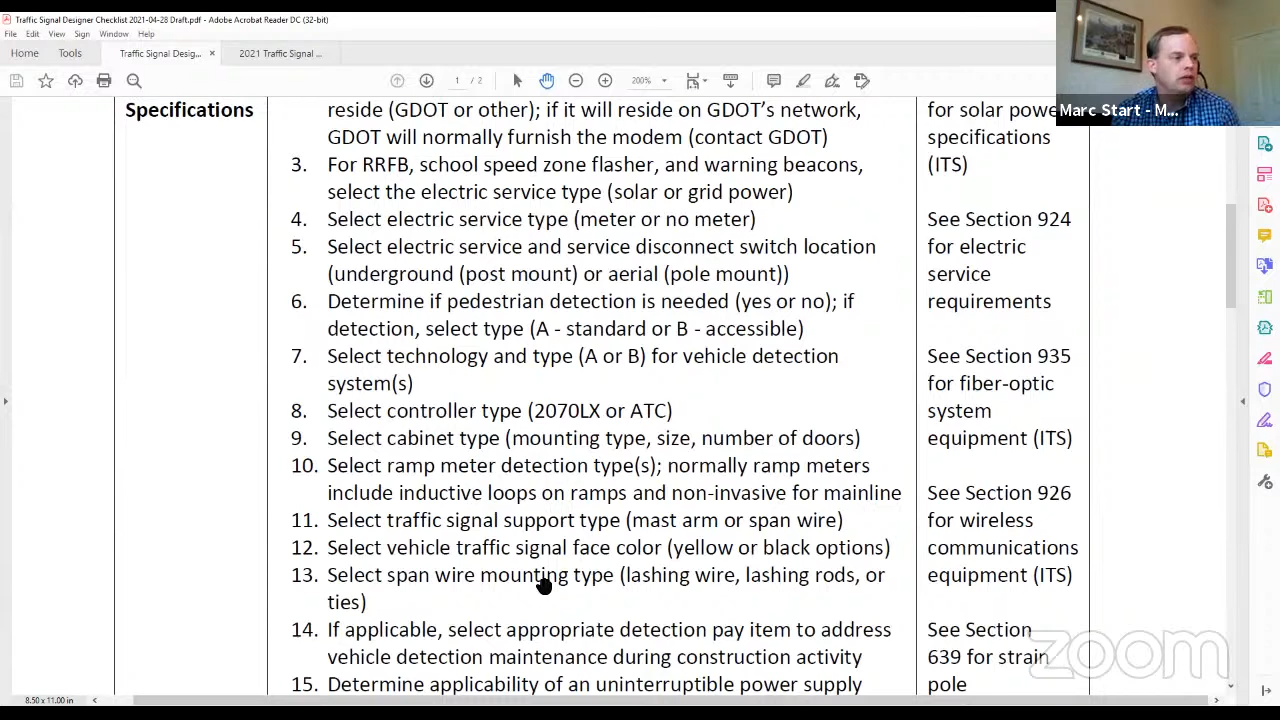 Traffic Signal Designer Checklist 2021-04-28 Draft.pdf - Adobe Acrobat Reader DC (32-bit)
File Edit View Sign Window Help
Home Tools Traffic Signal Desig... × 2021 Traffic Signal ...
1 / 2 200%
Marc Start - M...
Specifications
reside (GDOT or other); if it will reside on GDOT’s network,
GDOT will normally furnish the modem (contact GDOT)
3. For RRFB, school speed zone flasher, and warning beacons,
select the electric service type (solar or grid power)
4. Select electric service type (meter or no meter)
5. Select electric service and service disconnect switch location
(underground (post mount) or aerial (pole mount))
6. Determine if pedestrian detection is needed (yes or no); if
detection, select type (A - standard or B - accessible)
7. Select technology and type (A or B) for vehicle detection
system(s)
8. Select controller type (2070LX or ATC)
9. Select cabinet type (mounting type, size, number of doors)
10. Select ramp meter detection type(s); normally ramp meters
include inductive loops on ramps and non-invasive for mainline
11. Select traffic signal support type (mast arm or span wire)
12. Select vehicle traffic signal face color (yellow or black options)
13. Select span wire mounting type (lashing wire, lashing rods, or
ties)
14. If applicable, select appropriate detection pay item to address
vehicle detection maintenance during construction activity
15. Determine applicability of an uninterruptible power supply
for solar power
specifications
(ITS)
See Section 924
for electric
service
requirements
See Section 935
for fiber-optic
system
equipment (ITS)
See Section 926
for wireless
communications
equipment (ITS)
See Section
639 for strain
pole
zoom
8.50 x 11.00 in